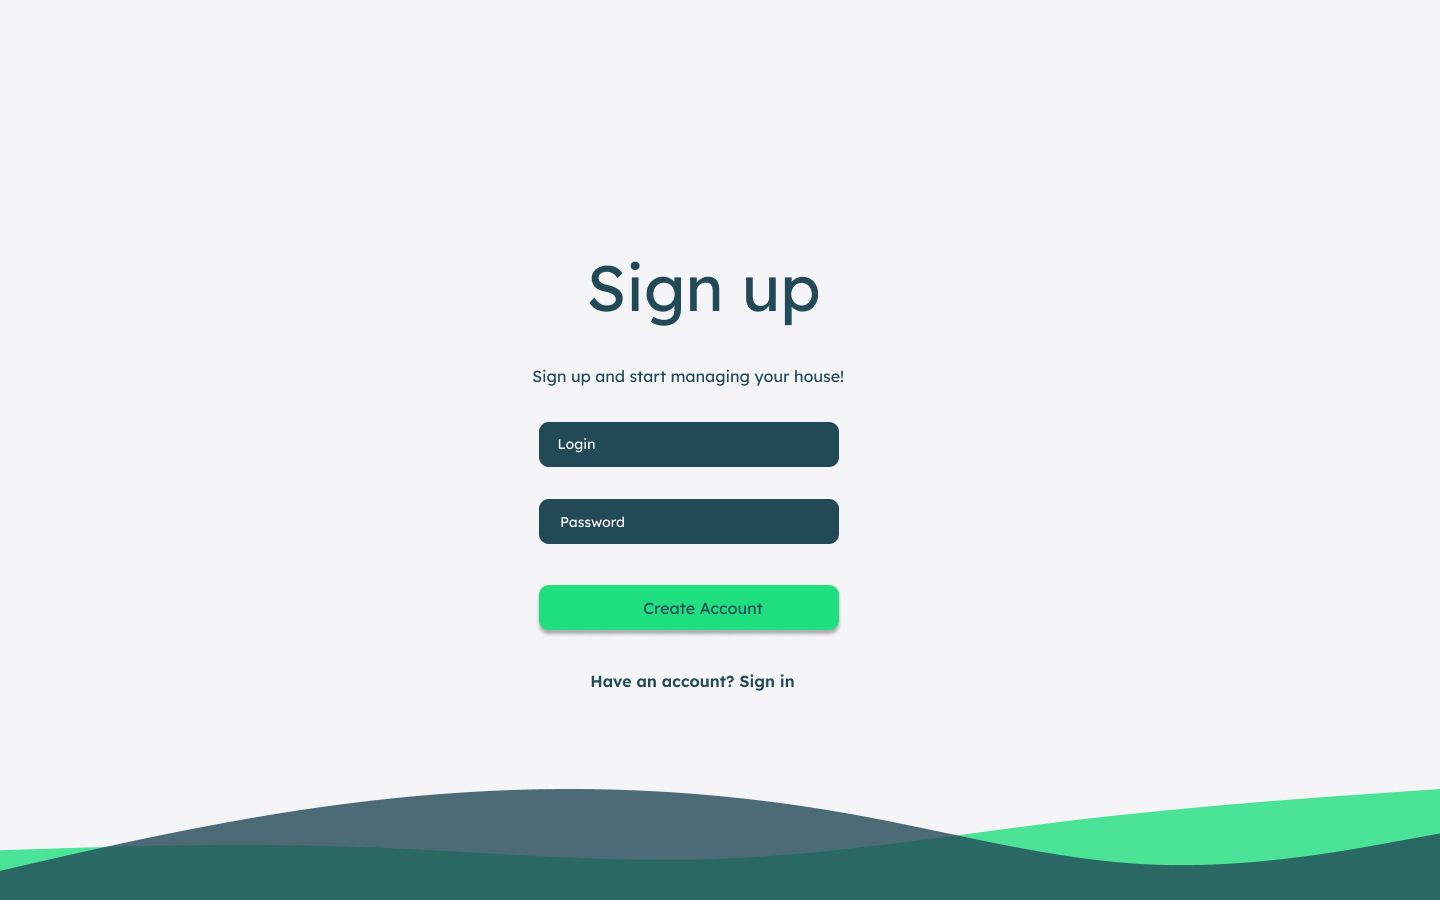 Sign up
Sign up and start managing your house!
Login
Password
Create Account
Have an account? Sign in